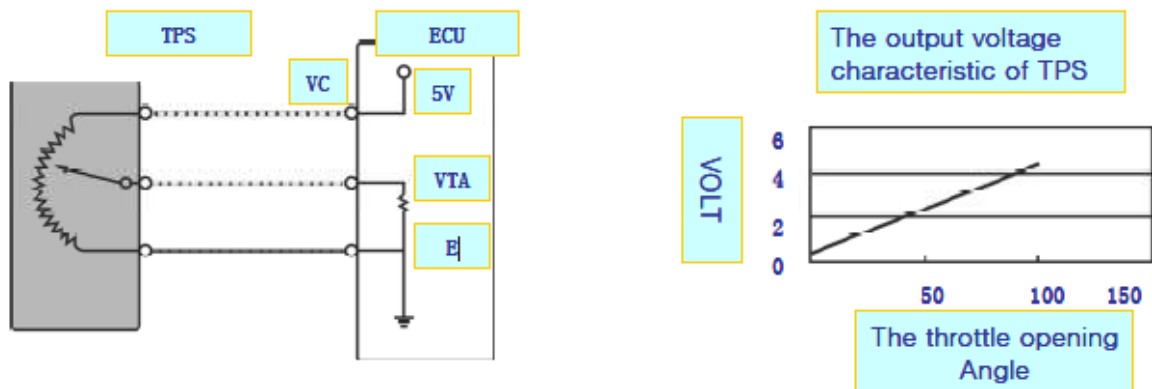 TPS
ECU
VC
5V
VTA
E
The output voltage
characteristic of TPS
VOLT
6
4
2
0
50 100 150
The throttle opening
Angle